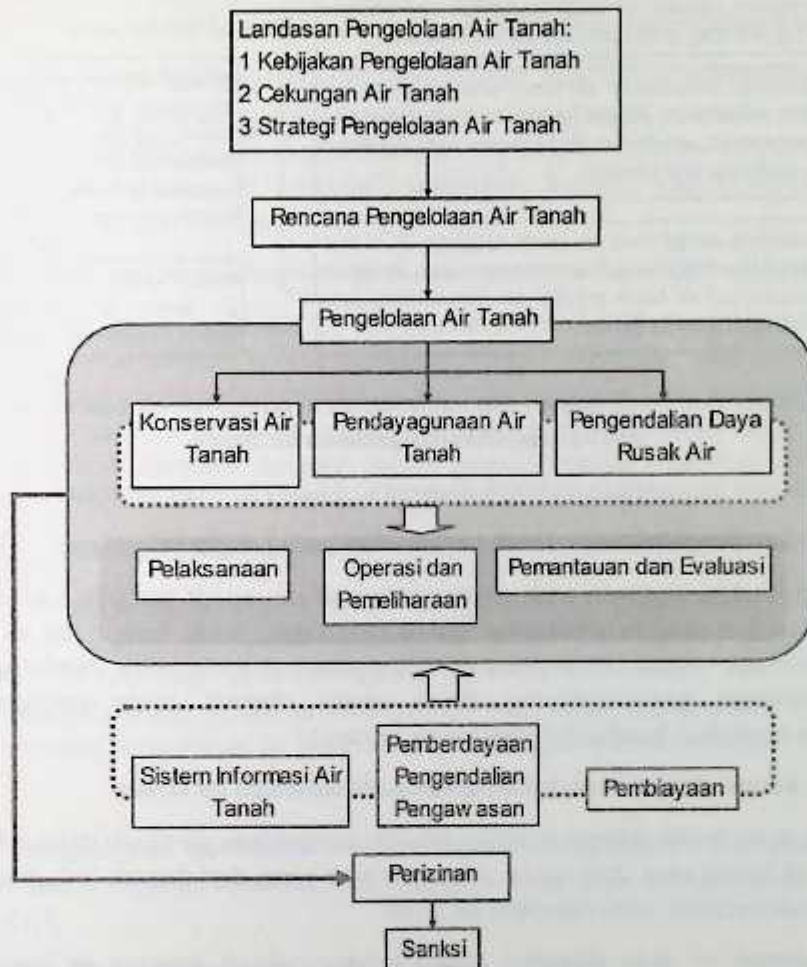 Landasan Pengelolaan Air Tanah:
1 Kebijakan Pengelolaan Air Tanah
2 Cekungan Air Tanah
3 Strategi Pengelolaan Air Tanah
Rencana Pengelolaan Air Tanah
Pengelolaan Air Tanah
Konservasi Air
Tanah
Pendayagunaan Air
Tanah
Pengendalian Daya
Rusak Air
Pelaksanaan
Operasi dan
Pemeliharaan
Pemantauan dan Evaluasi
Sistem Informasi Air
Tanah
Pemberdayaan
Pengendalian
Pengawasan
Pembiayaan
Perizinan
Sanksi